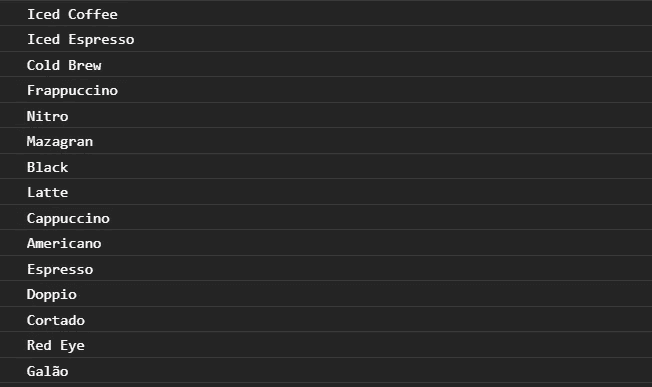 Iced Coffee
Iced Espresso
Cold Brew
Frappuccino
Nitro
Mazagran
Black
Latte
Cappuccino
Americano
Espresso
Doppio
Cortado
Red Eye
Galão